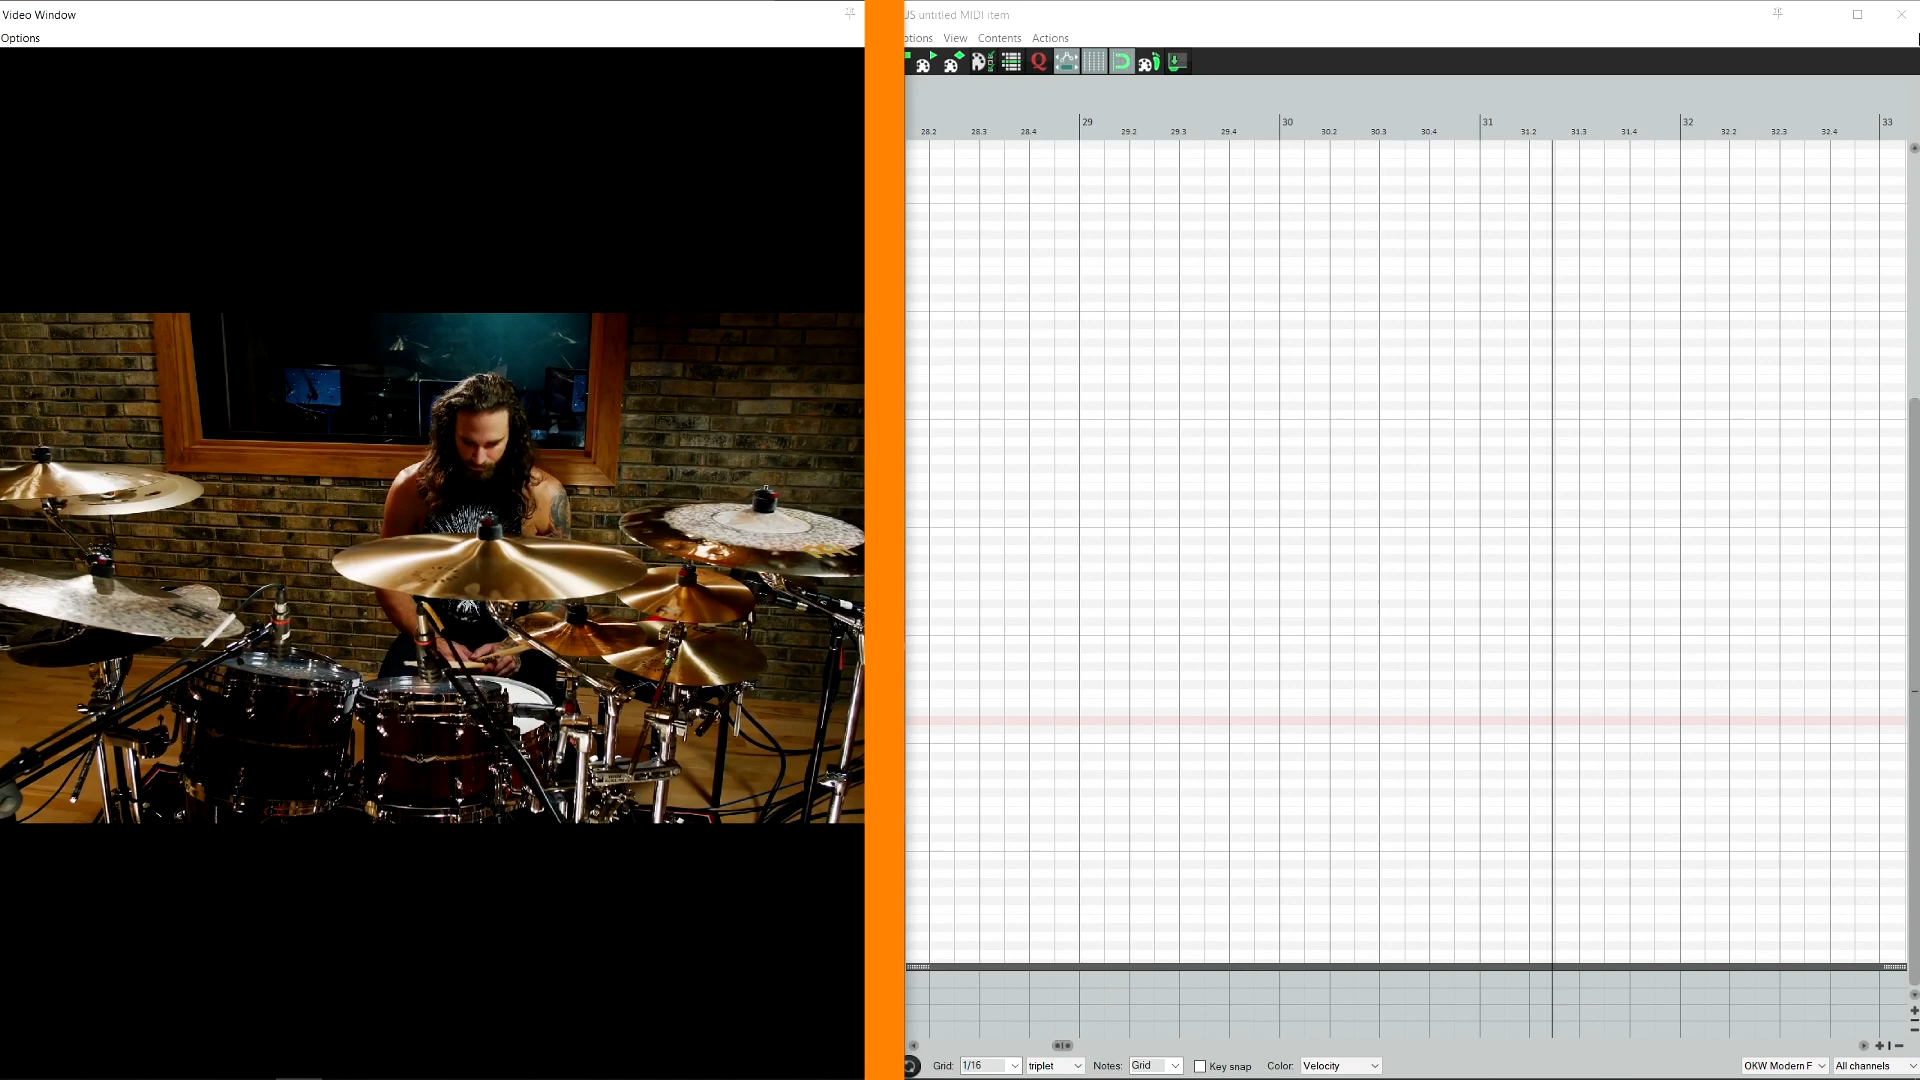 Video Window
Options
US untitled MIDI item
ptions View Contents Actions
Q
29 30 31 32 33
28.2 28.3 28.4 29.2 29.3 29.4 30.2 30.3 30.4 31.2 31.3 31.4 32.2 32.3 32.4
Grid: 1/16 triplet Notes: Grid Key snap Color: Velocity OKW Modern F All channels